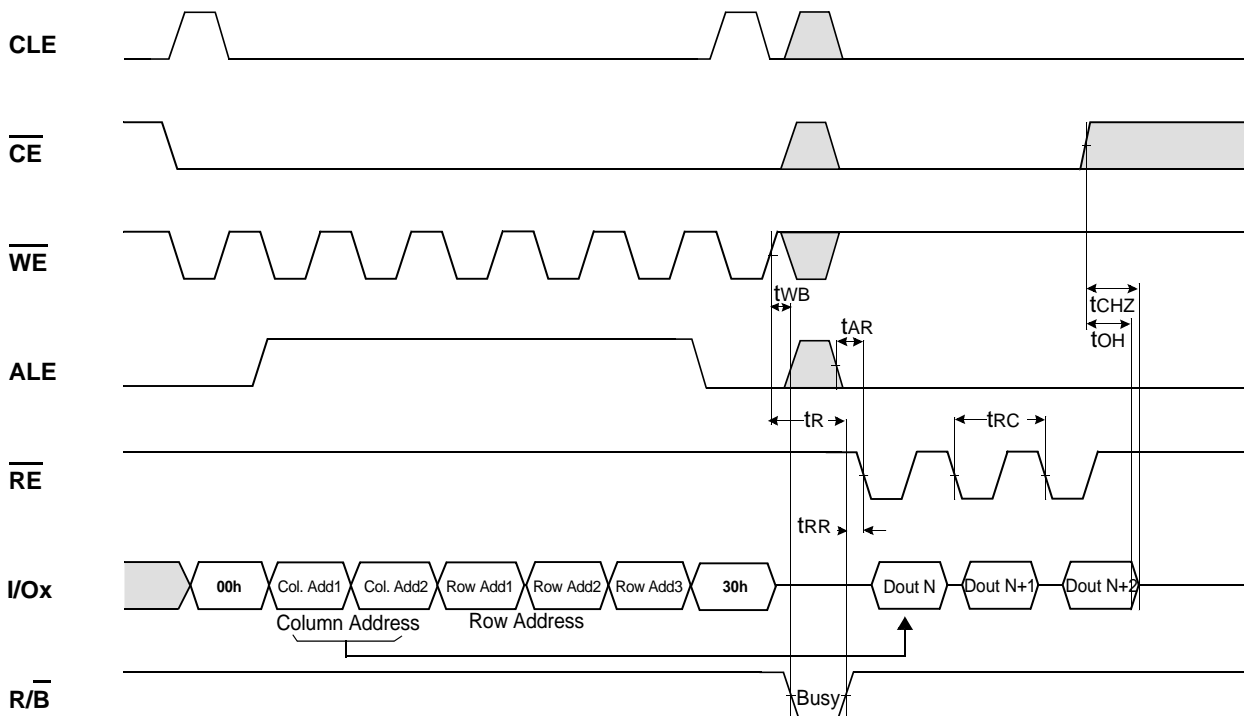 CLE
CE
WE
tWB
tCHZ
tAR
tOH
ALE
tR
tRC
RE
tRR
I/Ox
00h
Col. Add1
Col. Add2
Row Add1
Row Add2
Row Add3
30h
Dout N
Dout N+1
Dout N+2
Column Address
Row Address
R/B
Busy